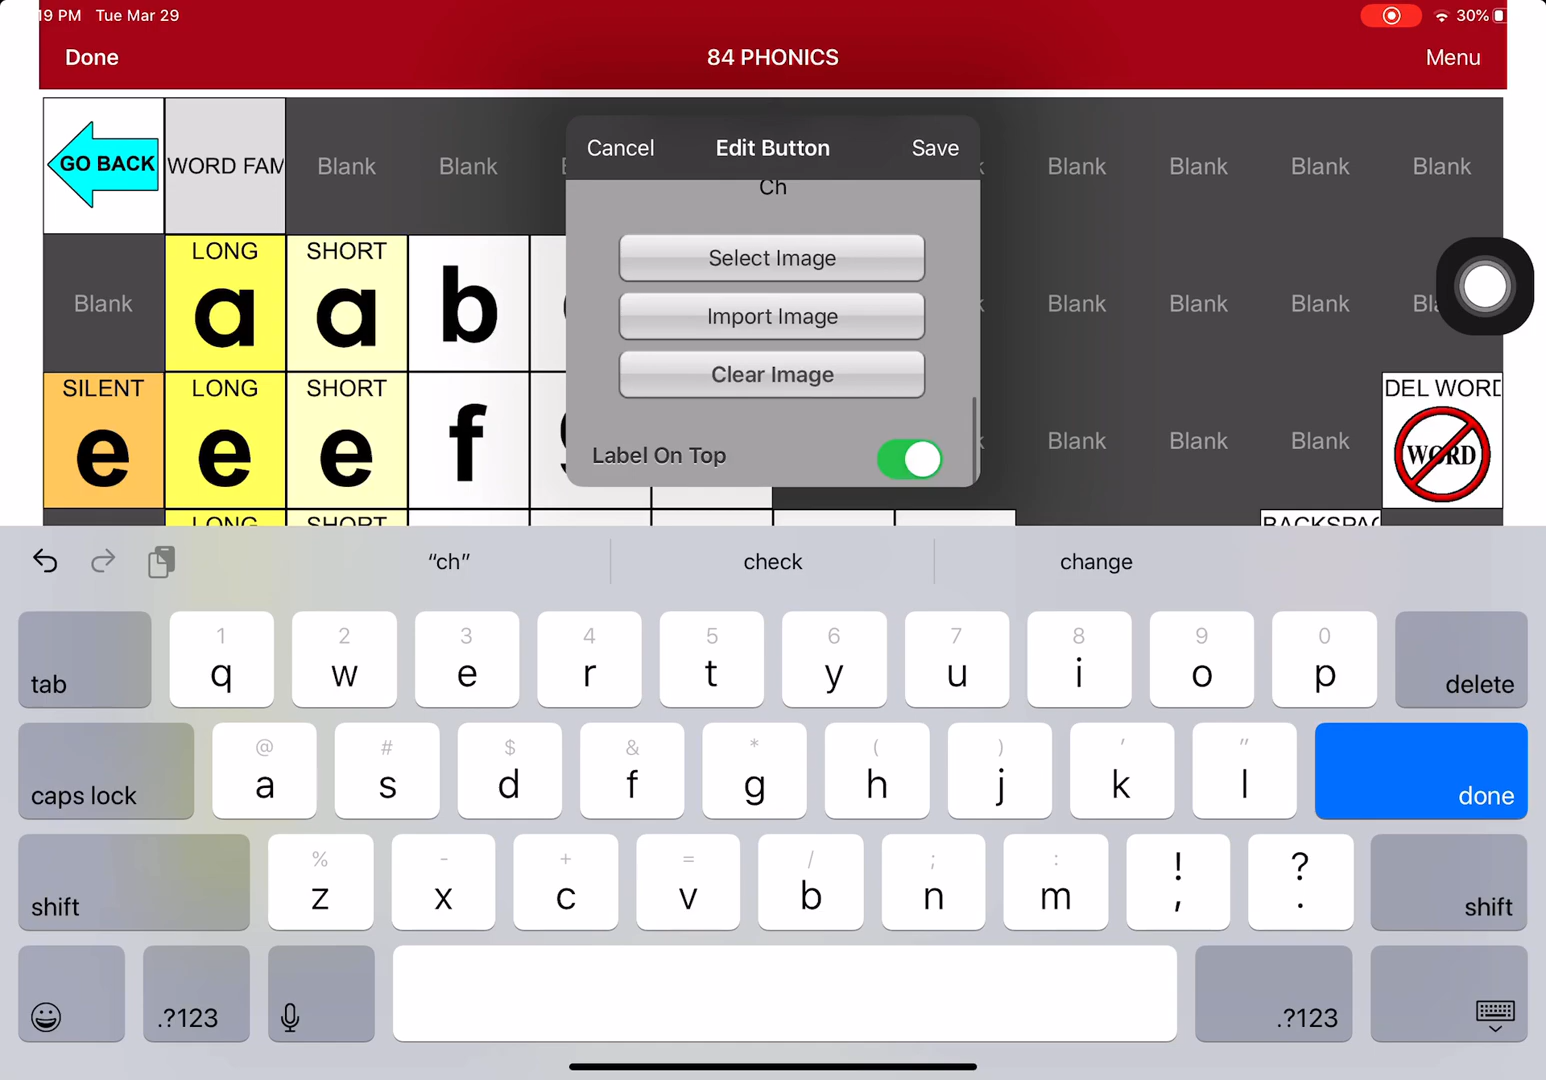 19 PM Tue Mar 29
30%
Done
84 PHONICS
Menu
GO BACK
WORD FAM
Blank
Blank
Blank
Blank
Blank
Blank
Cancel
Edit Button
Save
Ch
Select Image
Import Image
Clear Image
Label On Top
Blank
LONG
a
SHORT
a
b
Blank
Blank
Blank
SILENT
e
LONG
e
SHORT
e
f
Blank
Blank
Blank
DEL WORD
WORD
LONG
SHORT
BACKSPAC
“ch”
check
change
1 2 3 4 5 6 7 8 9 0
tab q w e r t y u i o p delete
@ # $ & * ( ) ' "
caps lock a s d f g h j k l done
% - + = / ; : ! ?
shift z x c v b n m , . shift
.?123
.?123